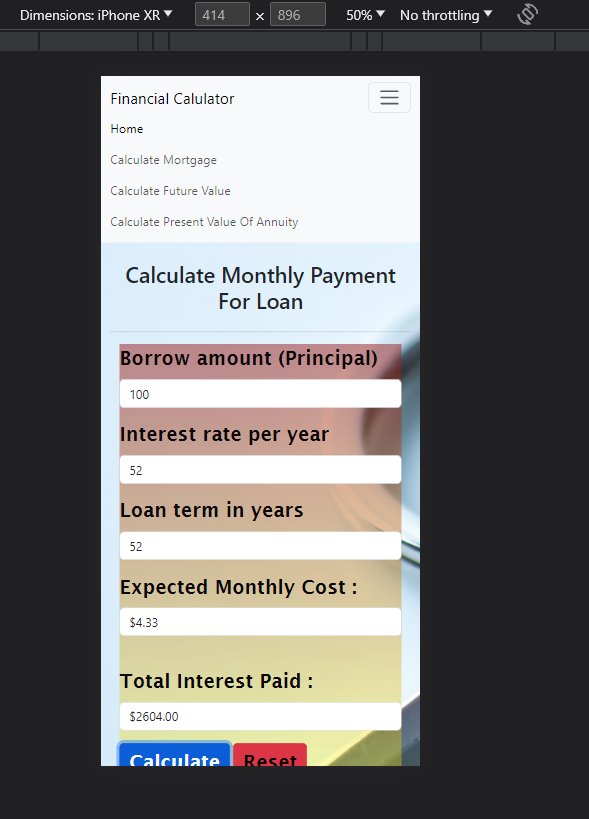 Dimensions: iPhone XR ▼ 414 x 896 50% ▼ No throttling ▼
Financial Calulator
Home
Calculate Mortgage
Calculate Future Value
Calculate Present Value Of Annuity
Calculate Monthly Payment
For Loan
Borrow amount (Principal)
100
Interest rate per year
52
Loan term in years
52
Expected Monthly Cost :
$4.33
Total Interest Paid :
$2604.00
Calculate Reset